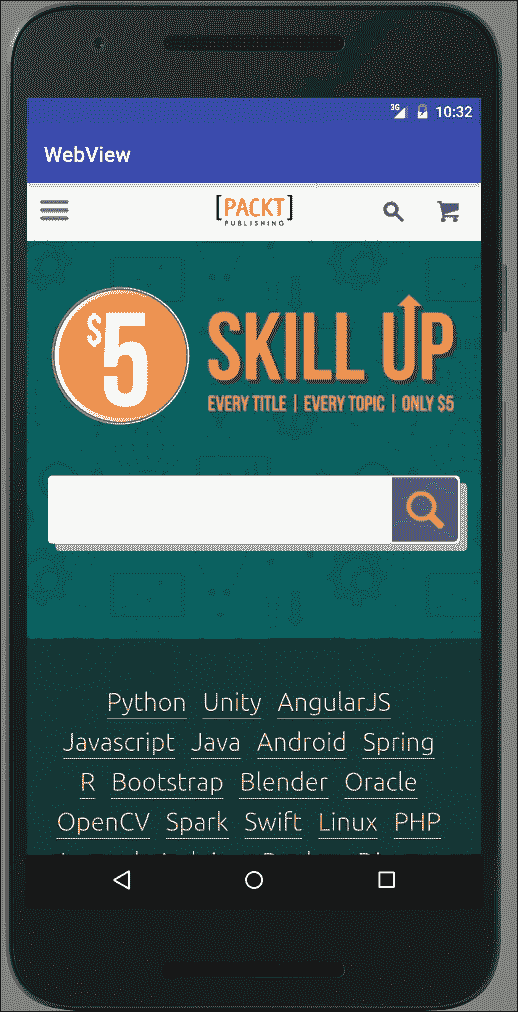 3G 10:32
WebView
[PACKT]
PUBLISHING
$5
SKILL UP
EVERY TITLE | EVERY TOPIC | ONLY $5
Python Unity AngularJS
Javascript Java Android Spring
R Bootstrap Blender Oracle
OpenCV Spark Swift Linux PHP